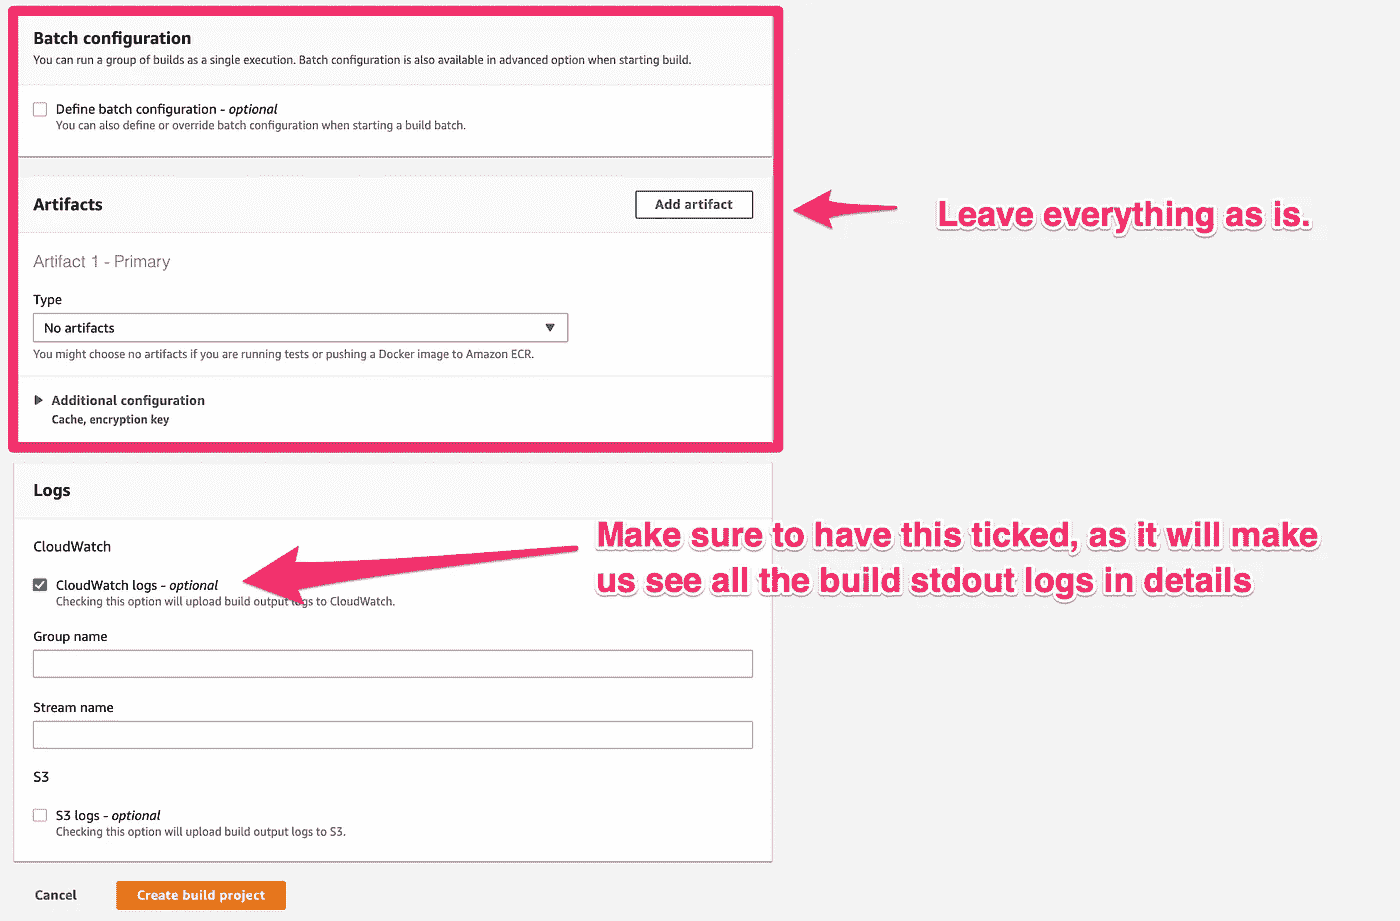 Batch configuration
You can run a group of builds as a single execution. Batch configuration is also available in advanced option when starting build.
Define batch configuration - optional
You can also define or override batch configuration when starting a build batch.
Artifacts
Add artifact
Leave everything as is.
Artifact 1 - Primary
Type
No artifacts
You might choose no artifacts if you are running tests or pushing a Docker image to Amazon ECR.
Additional configuration
Cache, encryption key
Logs
Make sure to have this ticked, as it will make
us see all the build stdout logs in details
CloudWatch
CloudWatch logs - optional
Checking this option will upload build output logs to CloudWatch.
Group name
Stream name
S3
S3 logs - optional
Checking this option will upload build output logs to S3.
Cancel
Create build project